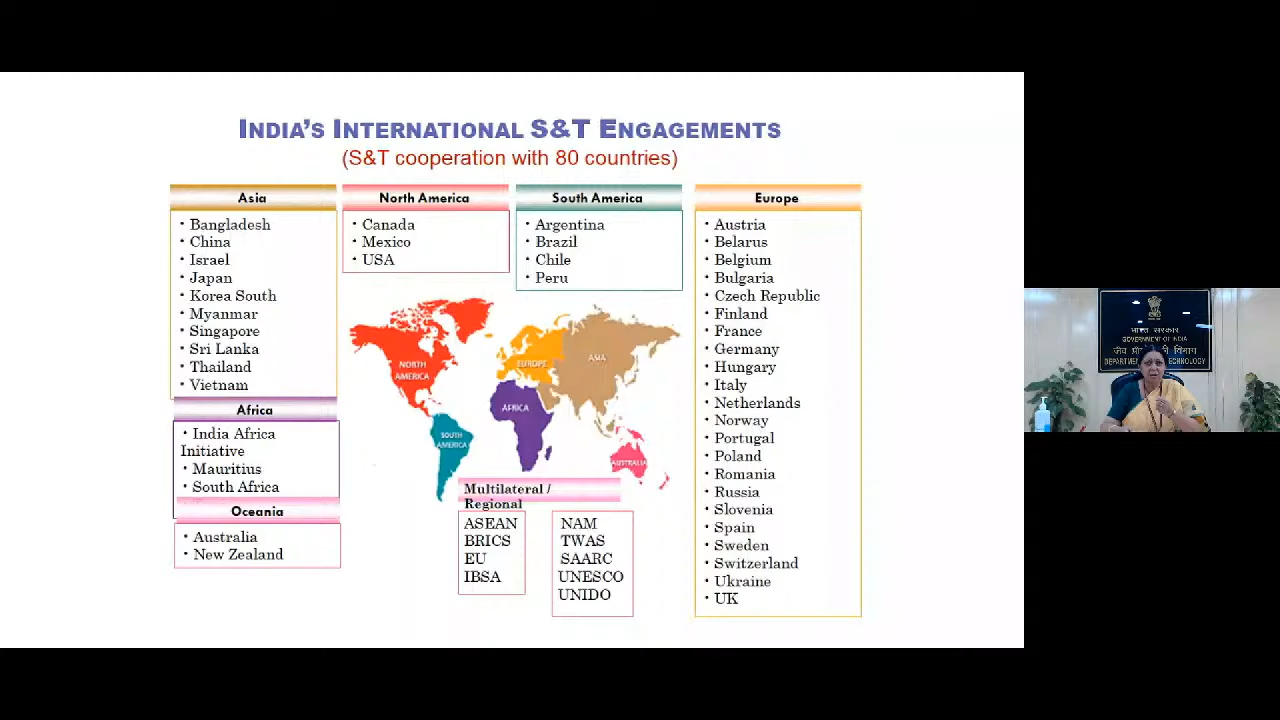 INDIA'S INTERNATIONAL S&T ENGAGEMENTS
(S&T cooperation with 80 countries)
Asia
• Bangladesh
• China
• Israel
• Japan
• Korea South
• Myanmar
• Singapore
• Sri Lanka
• Thailand
• Vietnam
Africa
• India Africa
Initiative
• Mauritius
• South Africa
Oceania
• Australia
• New Zealand
North America
• Canada
• Mexico
• USA
South America
• Argentina
• Brazil
• Chile
• Peru
NORTH
AMERICA
SOUTH
AMERICA
EUROPE
AFRICA
ASIA
AUSTRALIA
Multilateral /
Regional
ASEAN
BRICS
EU
IBSA
NAM
TWAS
SAARC
UNESCO
UNIDO
Europe
• Austria
• Belarus
• Belgium
• Bulgaria
• Czech Republic
• Finland
• France
• Germany
• Hungary
• Italy
• Netherlands
• Norway
• Portugal
• Poland
• Romania
• Russia
• Slovenia
• Spain
• Sweden
• Switzerland
• Ukraine
• UK
भारत सरकार
GOVERNMENT OF INDIA
विभाग